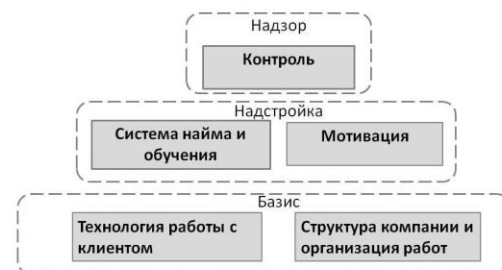 Надзор
Контроль
Надстройка
Система найма и
обучения
Мотивация
Базис
Технология работы с
клиентом
Структура компании и
организация работ